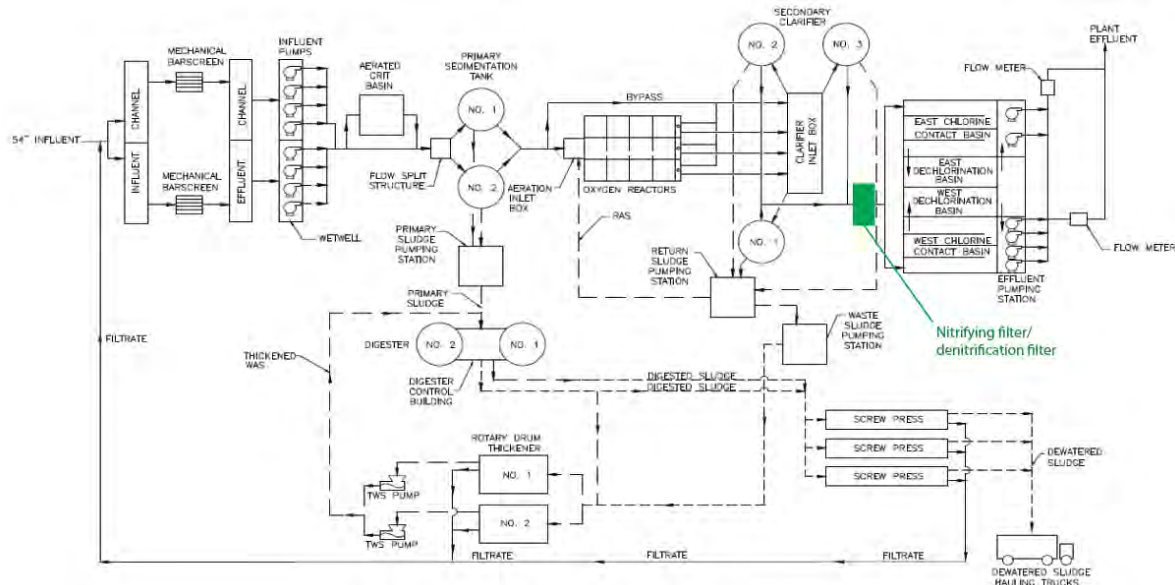 SECONDARY
CLARIFIER
NO. 2
NO. 3
PLANT
EFFLUENT
INFLUENT
PUMPS
MECHANICAL
BARSCREEN
AERATED
CRIT
BASIN
PRIMARY
SEDIMENTATION
TANK
NO. 1
NO. 2
FLOW METER
BYPASS
CHANNEL
INFLUENT
CHANNEL
EFFLUENT
54" INFLUENT
CLARIFIER
INLET BOX
EAST CHLORINE
CONTACT BASIN
EAST
DECHLORINATION
BASIN
WEST
DECHLORINATION
BASIN
WEST CHLORINE
CONTACT BASIN
MECHANICAL
BARSCREEN
FLOW SPLIT
STRUCTURE
AERATION INLET
BOX
OXYGEN REACTORS
WETWELL
RAS
NO. 1
FLOW METER
EFFLUENT
PUMPING
STATION
PRIMARY
SLUDGE
PUMPING
STATION
RETURN
SLUDGE
PUMPING
STATION
PRIMARY
SLUDGE
WASTE
SLUDGE
PUMPING
STATION
Nitrifying filter/
denitrification filter
FILTRATE
THICKENED
WAS
DIGESTER
NO. 2
NO. 1
DIGESTER
CONTROL
BUILDING
DIGESTED SLUDGE
DIGESTED SLUDGE
SCREW PRESS
SCREW PRESS
SCREW PRESS
DEWATERED
SLUDGE
ROTARY DRUM
THICKENER
NO. 1
NO. 2
TWS PUMP
TWS PUMP
FILTRATE
FILTRATE
FILTRATE
DEWATERED SLUDGE
HAULING TRUCKS